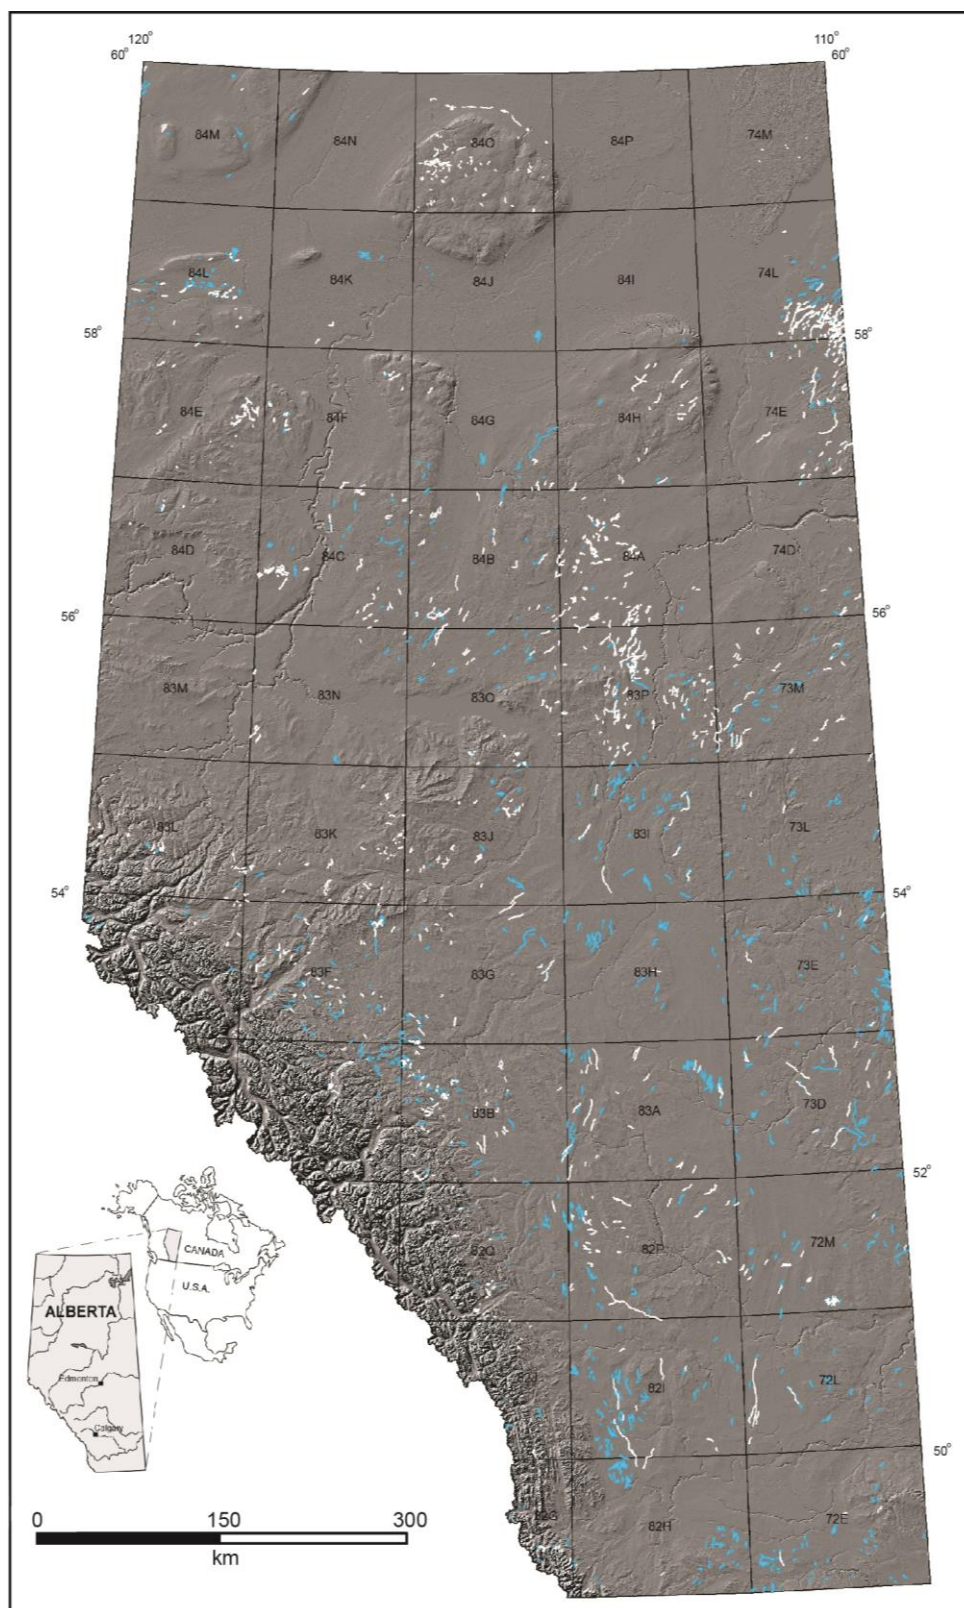 120° 110°
60° 60°
84M 84N 84O 84P 74M
84L 84K 84J 84I 74L
58° 58°
84E 84F 84G 84H 74E
84D 84C 84B 84A 74D
56° 56°
83M 83N 83O 83P 73M
83L 83K 83J 83I 73L
54° 54°
83F 83G 83H 73E
83B 83A 73D
52°
82O 82P 72M
CANADA
U.S.A.
ALBERTA
Edmonton
Calgary
82J 82I 72L
50°
82G 82H 72E
0 150 300
km